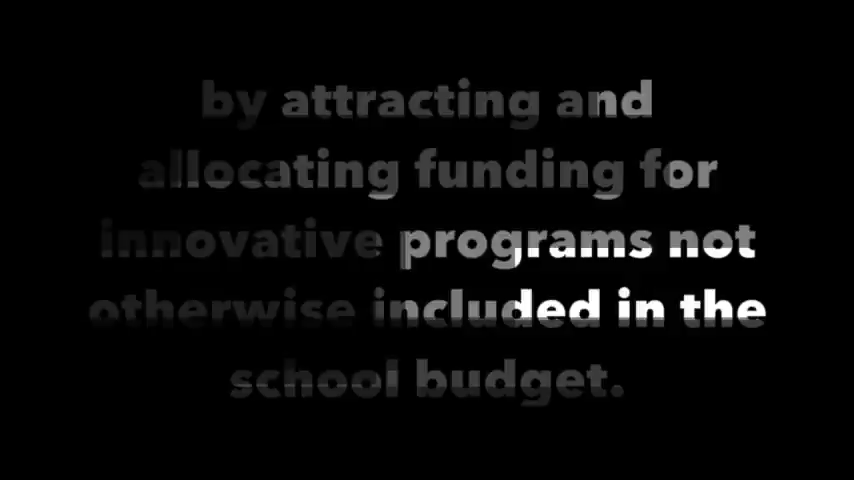 by attracting and
allocating funding for
innovative programs not
otherwise included in the
school budget.